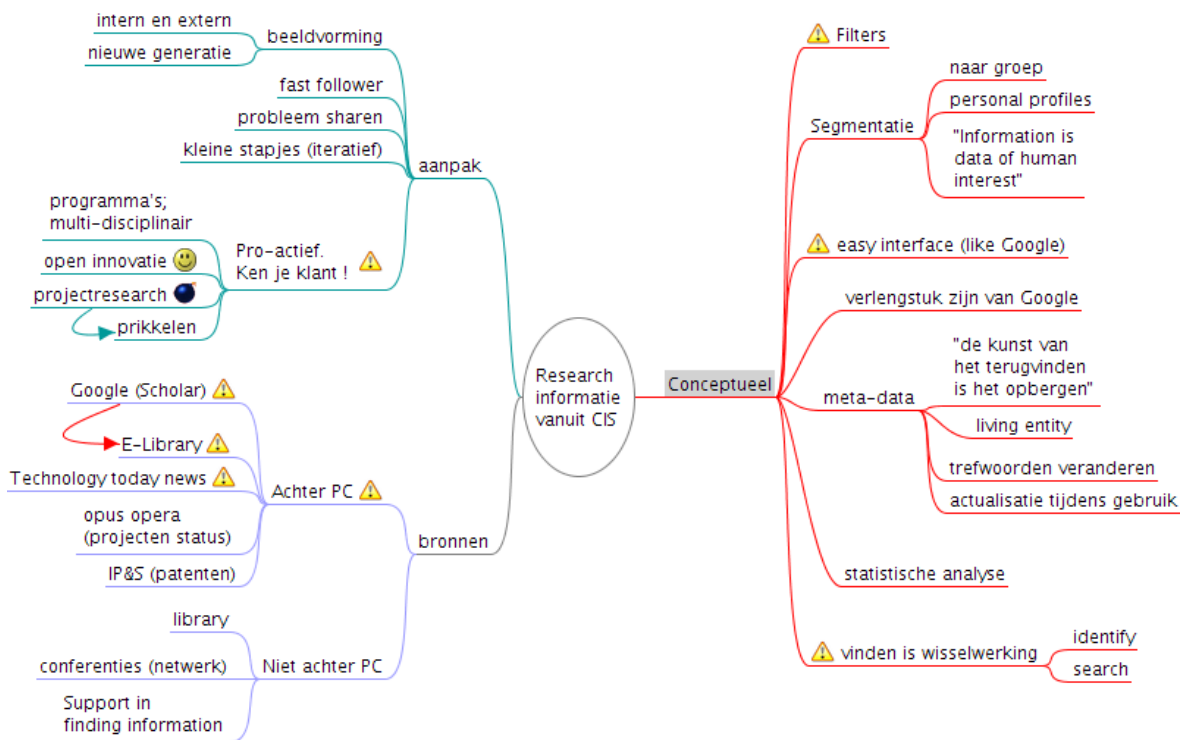 Research
informatie
vanuit CIS
aanpak
beeldvorming
intern en extern
nieuwe generatie
fast follower
probleem sharen
kleine stapjes (iteratief)
Pro-actief.
Ken je klant !
programma's;
multi-disciplinair
open innovatie
projectresearch
prikkelen
bronnen
Achter PC
Google (Scholar)
E-Library
Technology today news
opus opera
(projecten status)
IP&S (patenten)
Niet achter PC
library
conferenties (netwerk)
Support in
finding information
Conceptueel
Filters
Segmentatie
naar groep
personal profiles
"Information is
data of human
interest"
easy interface (like Google)
verlengstuk zijn van Google
meta-data
"de kunst van
het terugvinden
is het opbergen"
living entity
trefwoorden veranderen
actualisatie tijdens gebruik
statistische analyse
vinden is wisselwerking
identify
search